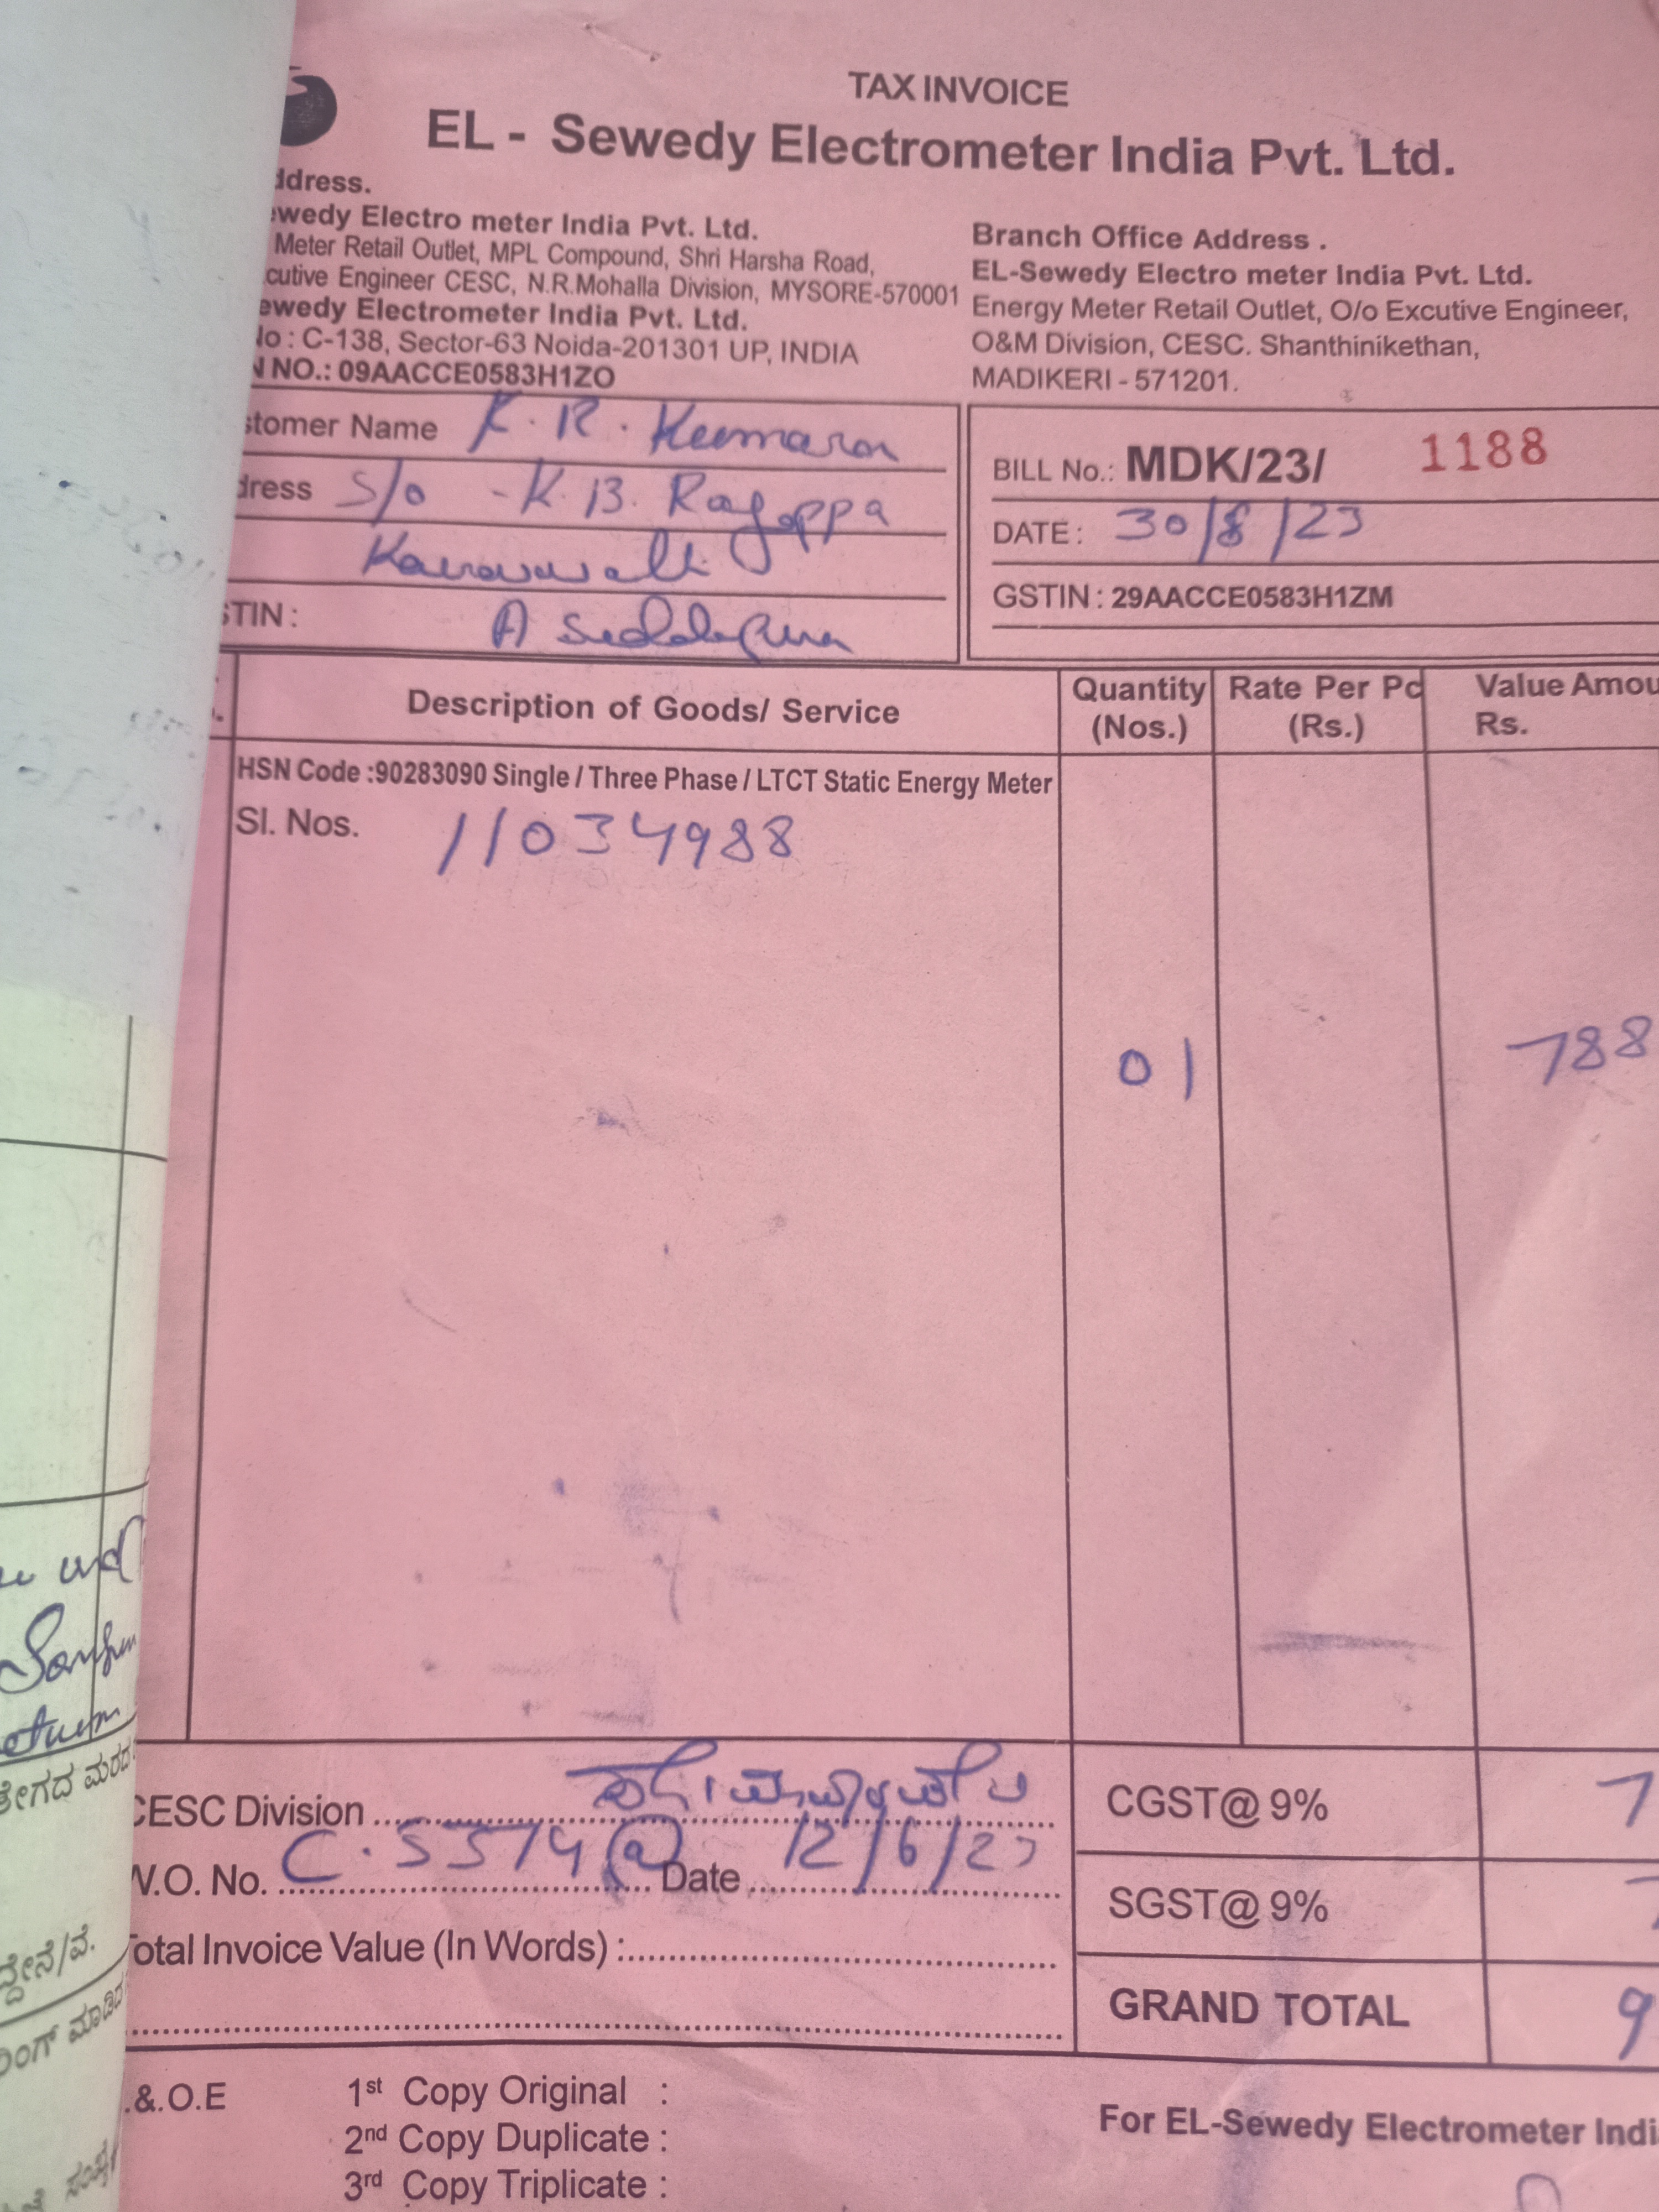 TAX INVOICE
EL - Sewedy Electrometer India Pvt. Ltd.
ddress.
ewedy Electro meter India Pvt. Ltd.
Meter Retail Outlet, MPL Compound, Shri Harsha Road,
cutive Engineer CESC, N.R.Mohalla Division, MYSORE-570001
ewedy Electrometer India Pvt. Ltd.
No : C-138, Sector-63 Noida-201301 UP, INDIA
N NO.: 09AACCE0583H1ZO
Branch Office Address .
EL-Sewedy Electro meter India Pvt. Ltd.
Energy Meter Retail Outlet, O/o Excutive Engineer,
O&M Division, CESC. Shanthinikethan,
MADIKERI - 571201.
stomer Name K. R. Kumara
dress S/o - K. B. Rajappa
STIN :
BILL No.: MDK/23/ 1188
DATE : 30/8/23
GSTIN : 29AACCE0583H1ZM
Description of Goods/ Service
Quantity (Nos.)
Rate Per Pc (Rs.)
Value Amou
Rs.
HSN Code :90283090 Single / Three Phase / LTCT Static Energy Meter
Sl. Nos. 11034988
01 788
CESC Division
W.O. No. C. 5574 @ Date 12/6/23
Total Invoice Value (In Words) :
CGST@ 9% 7
SGST@ 9%
GRAND TOTAL 9
.&.O.E
1st Copy Original :
2nd Copy Duplicate :
3rd Copy Triplicate :
For EL-Sewedy Electrometer Indi